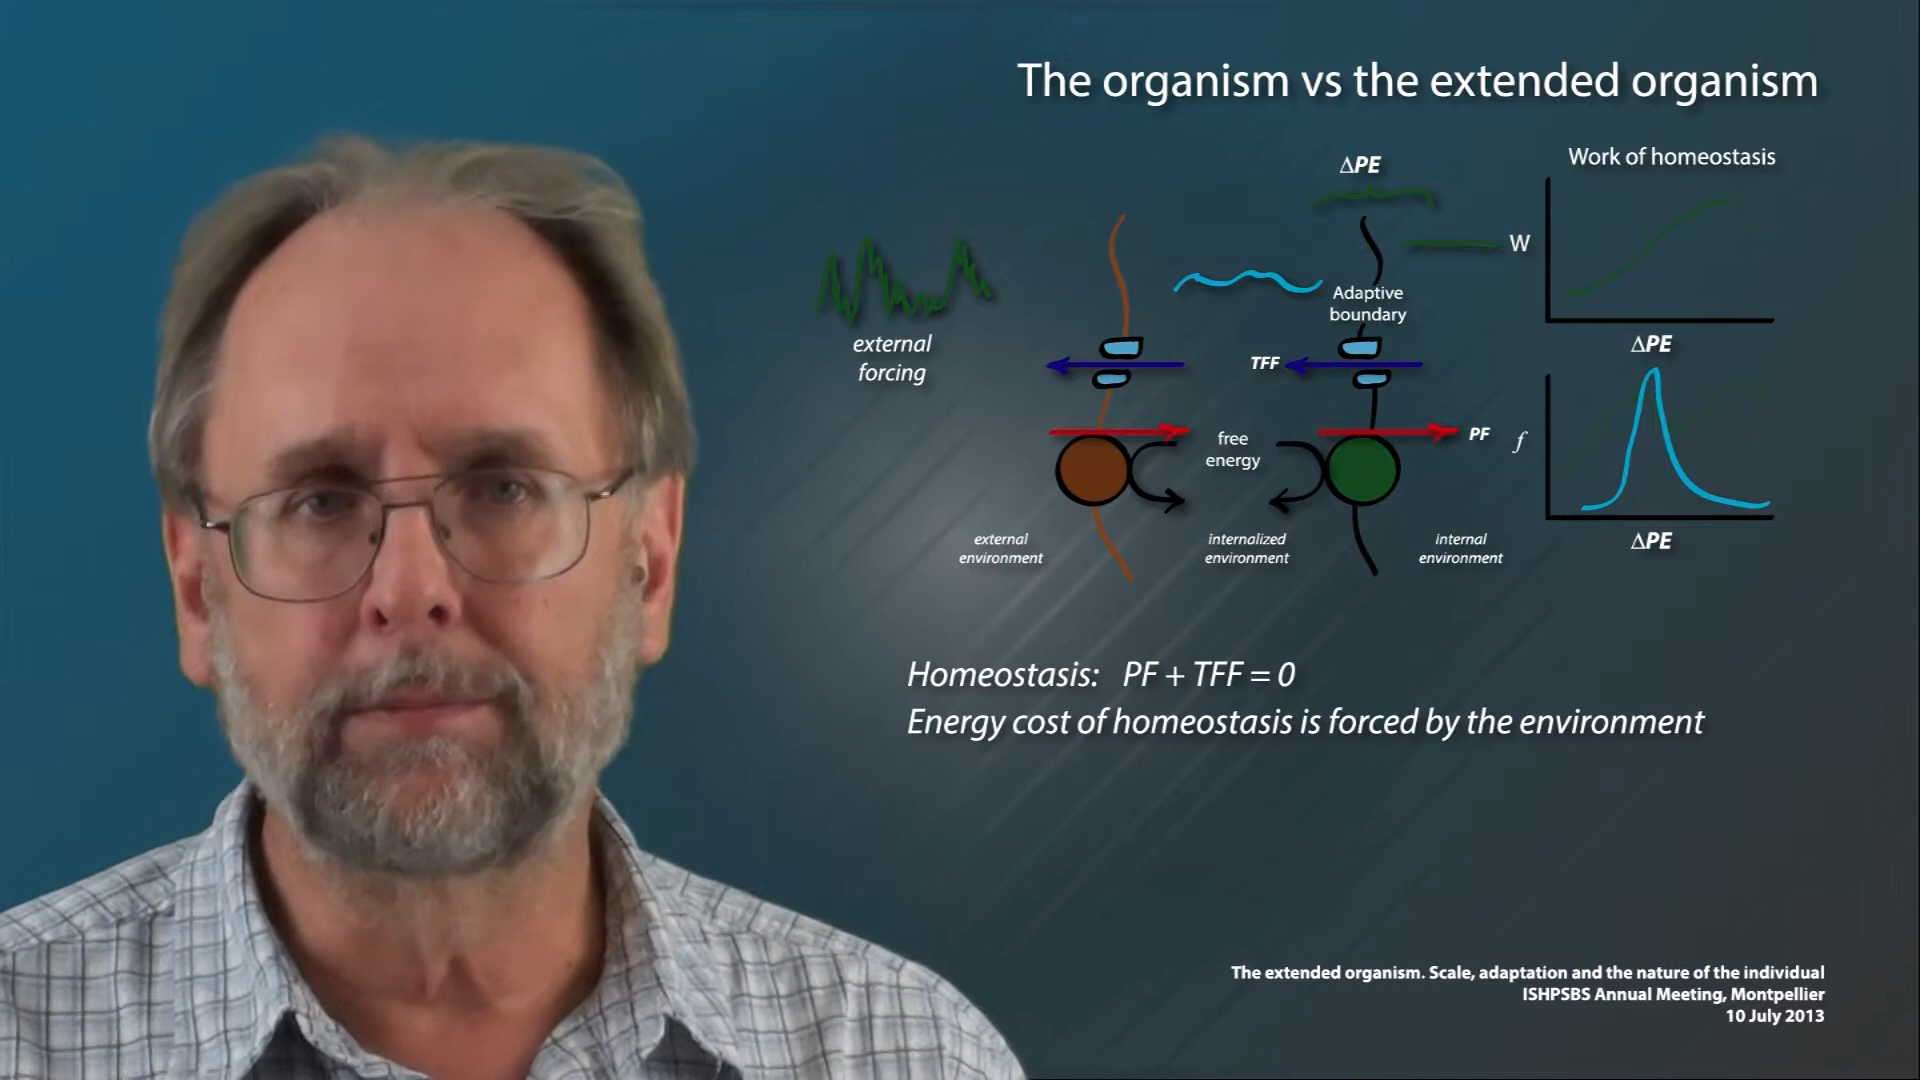 The organism vs the extended organism
ΔPE
Work of homeostasis
W
Adaptive
boundary
external
forcing
ΔPE
TFF
PF
f
free
energy
external
environment
internalized
environment
internal
environment
ΔPE
Homeostasis: PF + TFF = 0
Energy cost of homeostasis is forced by the environment
The extended organism. Scale, adaptation and the nature of the individual
ISHPSBS Annual Meeting, Montpellier
10 July 2013